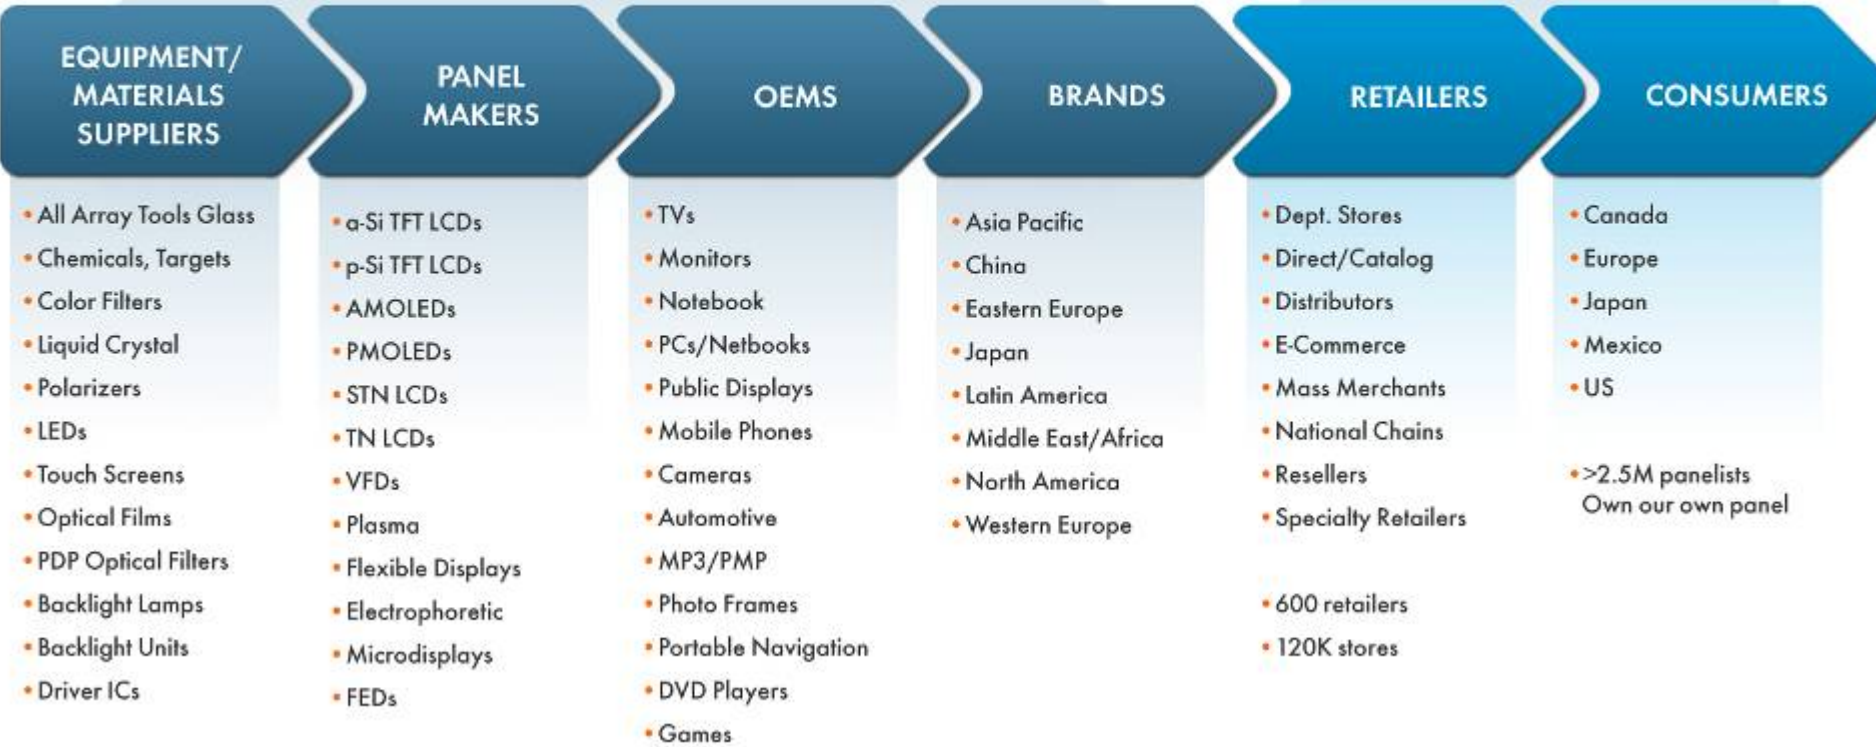 EQUIPMENT/
MATERIALS
SUPPLIERS
• All Array Tools Glass
• Chemicals, Targets
• Color Filters
• Liquid Crystal
• Polarizers
• LEDs
• Touch Screens
• Optical Films
• PDP Optical Filters
• Backlight Lamps
• Backlight Units
• Driver ICs
PANEL
MAKERS
• a-Si TFT LCDs
• p-Si TFT LCDs
• AMOLEDs
• PMOLEDs
• STN LCDs
• TN LCDs
• VFDs
• Plasma
• Flexible Displays
• Electrophoretic
• Microdisplays
• FEDs
OEMS
• TVs
• Monitors
• Notebook
• PCs/Netbooks
• Public Displays
• Mobile Phones
• Cameras
• Automotive
• MP3/PMP
• Photo Frames
• Portable Navigation
• DVD Players
• Games
BRANDS
• Asia Pacific
• China
• Eastern Europe
• Japan
• Latin America
• Middle East/Africa
• North America
• Western Europe
RETAILERS
• Dept. Stores
• Direct/Catalog
• Distributors
• E-Commerce
• Mass Merchants
• National Chains
• Resellers
• Specialty Retailers
• 600 retailers
• 120K stores
CONSUMERS
• Canada
• Europe
• Japan
• Mexico
• US
• >2.5M panelists
Own our own panel